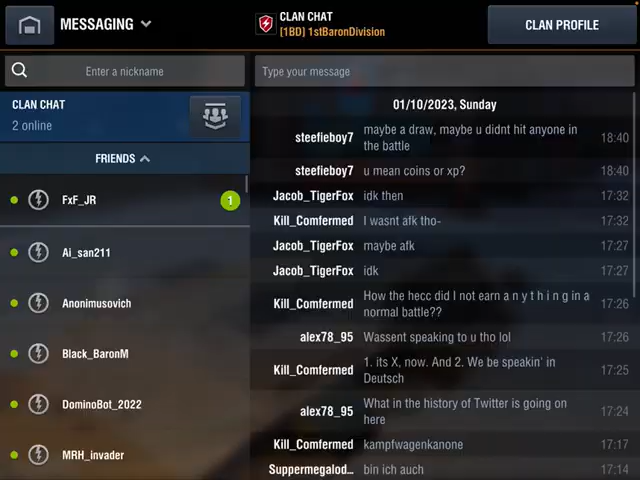 MESSAGING
CLAN CHAT
[1BD] 1stBaronDivision
CLAN PROFILE
Enter a nickname
Type your message
CLAN CHAT
2 online
FRIENDS
FxF_JR
1
Ai_san211
Anonimusovich
Black_BaronM
DominoBot_2022
MRH_invader
01/10/2023, Sunday
steefieboy7 maybe a draw, maybe u didnt hit anyone in
the battle 18:40
steefieboy7 u mean coins or xp? 18:40
Jacob_TigerFox idk then 17:32
Kill_Comfermed I wasnt afk tho- 17:32
Jacob_TigerFox maybe afk 17:27
Jacob_TigerFox idk 17:27
Kill_Comfermed How the hecc did I not earn a n y t h i n g in a
normal battle?? 17:26
alex78_95 Wassent speaking to u tho lol 17:26
Kill_Comfermed 1. its X, now. And 2. We be speakin' in
Deutsch 17:25
alex78_95 What in the history of Twitter is going on
here 17:24
Kill_Comfermed kampfwagenkanone 17:17
Suppermegalod... bin ich auch 17:14